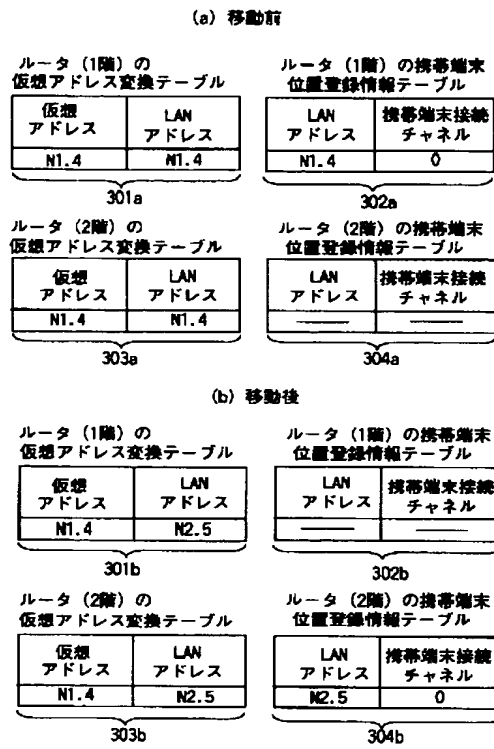 (a) 移動前
ルータ (1階) の
仮想アドレス変換テーブル
仮想
アドレス
LAN
アドレス
N1.4
N1.4
301a
ルータ (1階) の携帯端末
位置登録情報テーブル
LAN
アドレス
携帯端末接続
チャネル
N1.4
0
302a
ルータ (2階) の
仮想アドレス変換テーブル
仮想
アドレス
LAN
アドレス
N1.4
N1.4
303a
ルータ (2階) の携帯端末
位置登録情報テーブル
LAN
アドレス
携帯端末接続
チャネル
304a
(b) 移動後
ルータ (1階) の
仮想アドレス変換テーブル
仮想
アドレス
LAN
アドレス
N1.4
N2.5
301b
ルータ (1階) の携帯端末
位置登録情報テーブル
LAN
アドレス
携帯端末接続
チャネル
302b
ルータ (2階) の
仮想アドレス変換テーブル
仮想
アドレス
LAN
アドレス
N1.4
N2.5
303b
ルータ (2階) の携帯端末
位置登録情報テーブル
LAN
アドレス
携帯端末接続
チャネル
N2.5
0
304b